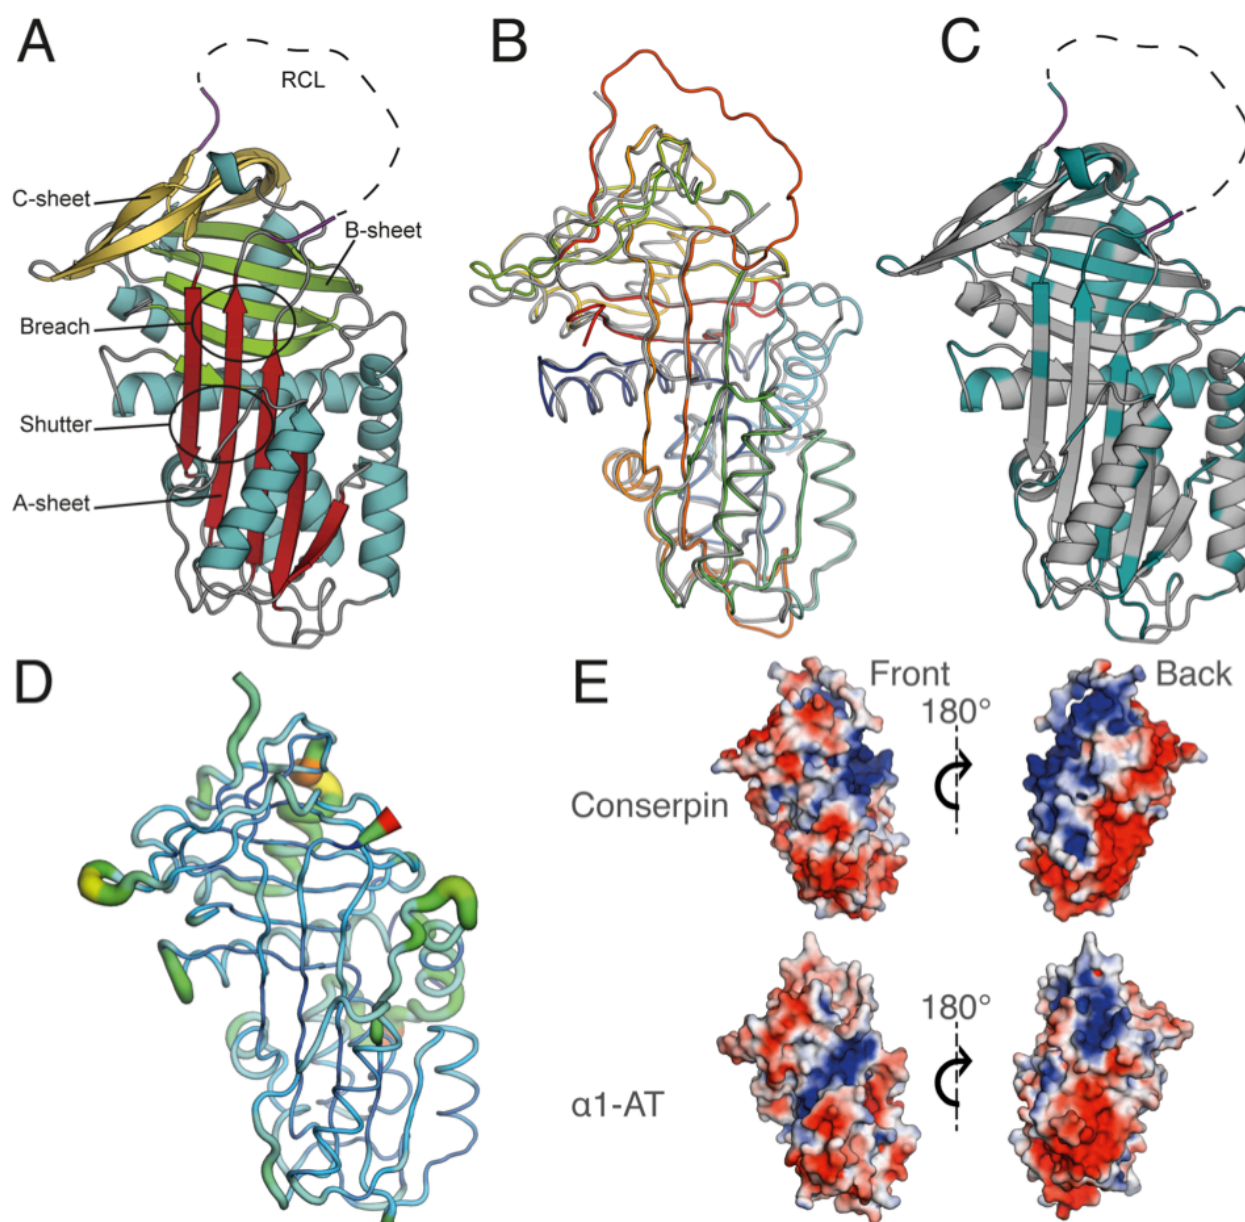 A
B
C
RCL
C-sheet
B-sheet
Breach
Shutter
A-sheet
D
E
Front
Back
180°
Conserpin
180°
α1-AT